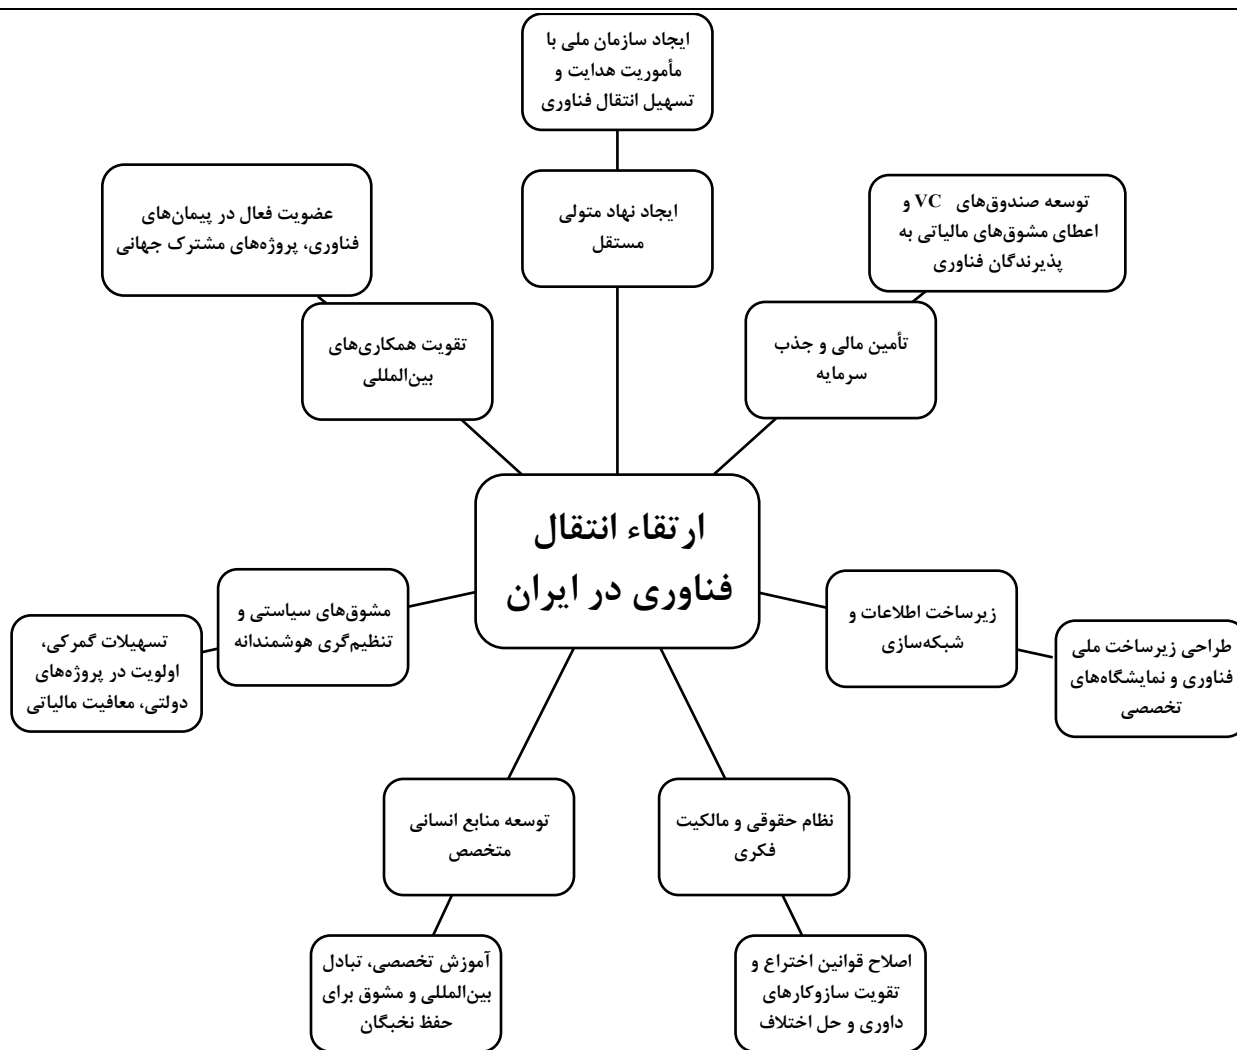 ایجاد سازمان ملی با
مأموریت هدایت و
تسهیل انتقال فناوری
ایجاد نهاد متولی
مستقل
توسعه صندوق‌های VC و
اعطای مشوق‌های مالیاتی به
پذیرندگان فناوری
تأمین مالی و جذب
سرمایه
عضویت فعال در پیمان‌های
فناوری، پروژه‌های مشترک جهانی
تقویت همکاری‌های
بین‌المللی
ارتقاء انتقال
فناوری در ایران
زیرساخت اطلاعات و
شبکه‌سازی
طراحی زیرساخت ملی
فناوری و نمایشگاه‌های
تخصصی
مشوق‌های سیاستی و
تنظیم‌گری هوشمندانه
تسهیلات گمرکی،
اولویت در پروژه‌های
دولتی، معافیت مالیاتی
نظام حقوقی و مالکیت
فکری
اصلاح قوانین اختراع و
تقویت سازوکارهای
داوری و حل اختلاف
توسعه منابع انسانی
متخصص
آموزش تخصصی، تبادل
بین‌المللی و مشوق برای
حفظ نخبگان